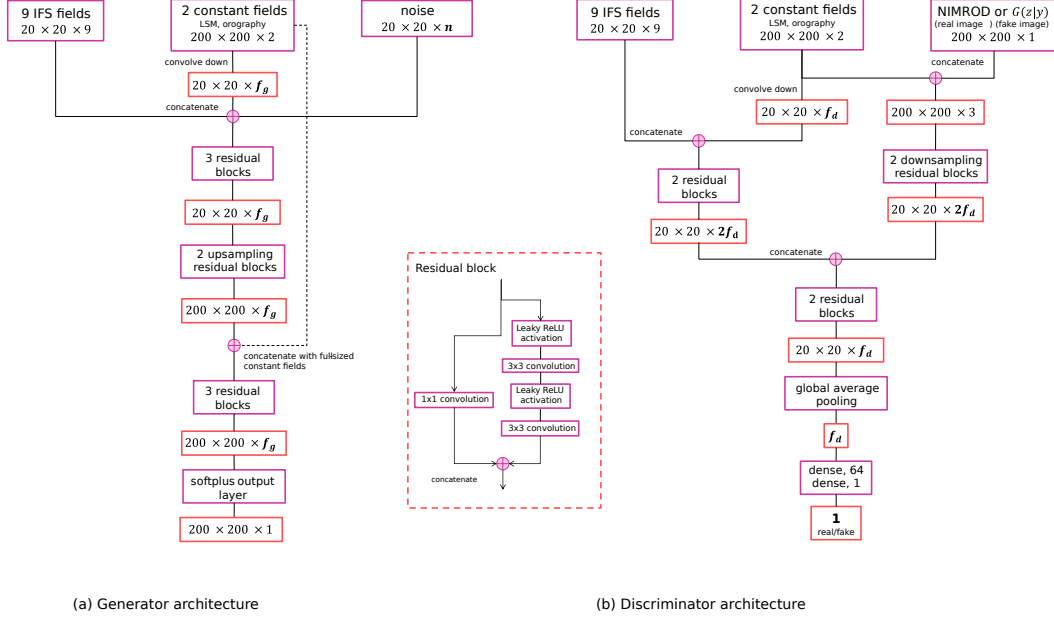 9 IFS fields
20 × 20 × 9
2 constant fields
LSM, orography
200 × 200 × 2
noise
20 × 20 × n
convolve down
20 × 20 × f_g
concatenate
3 residual
blocks
20 × 20 × f_g
2 upsampling
residual blocks
200 × 200 × f_g
concatenate with full-sized
constant fields
3 residual
blocks
200 × 200 × f_g
softplus output
layer
200 × 200 × 1
(a) Generator architecture
Residual block
Leaky ReLU
activation
3x3 convolution
Leaky ReLU
activation
1x1 convolution
3x3 convolution
concatenate
9 IFS fields
20 × 20 × 9
2 constant fields
LSM, orography
200 × 200 × 2
NIMROD or G(z|y)
(real image ) (fake image)
200 × 200 × 1
concatenate
convolve down
20 × 20 × f_d
200 × 200 × 3
concatenate
2 residual
blocks
2 downsampling
residual blocks
20 × 20 × 2f_d
20 × 20 × 2f_d
concatenate
2 residual
blocks
20 × 20 × f_d
global average
pooling
f_d
dense, 64
dense, 1
1
real/fake
(b) Discriminator architecture